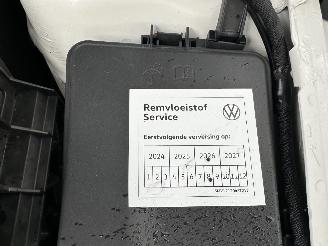 Remvloeistof
Service
Eerstvolgende verversing op:
2024 2025 2026 2027
1 2 3 4 5 6 7 8 9 10 11 12